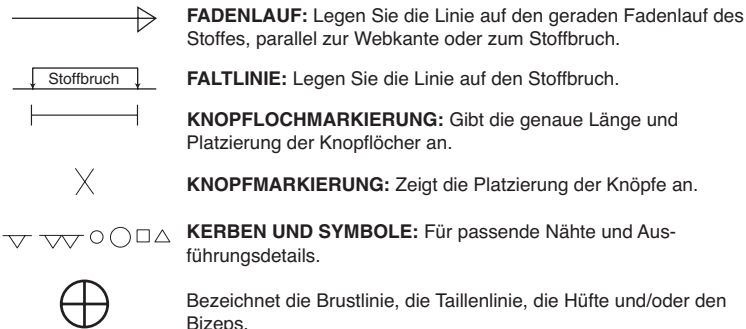 FADENLAUF: Legen Sie die Linie auf den geraden Fadenlauf des
Stoffes, parallel zur Webkante oder zum Stoffbruch.
Stoffbruch
FALTLINIE: Legen Sie die Linie auf den Stoffbruch.
KNOPFLOCHMARKIERUNG: Gibt die genaue Länge und
Platzierung der Knopflöcher an.
KNOPFMARKIERUNG: Zeigt die Platzierung der Knöpfe an.
KERBEN UND SYMBOLE: Für passende Nähte und Aus-
führungsdetails.
Bezeichnet die Brustlinie, die Taillenlinie, die Hüfte und/oder den
Bizeps.